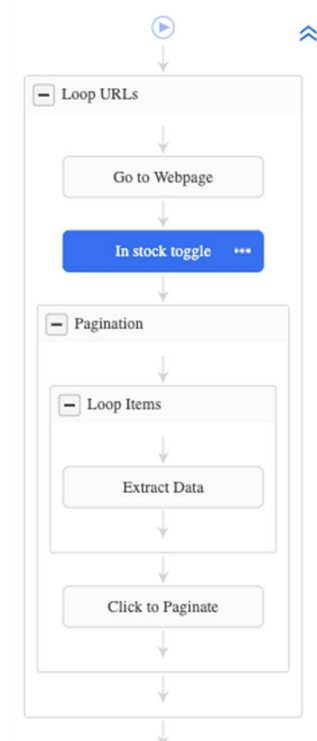 Loop URLs
Go to Webpage
In stock toggle
Pagination
Loop Items
Extract Data
Click to Paginate